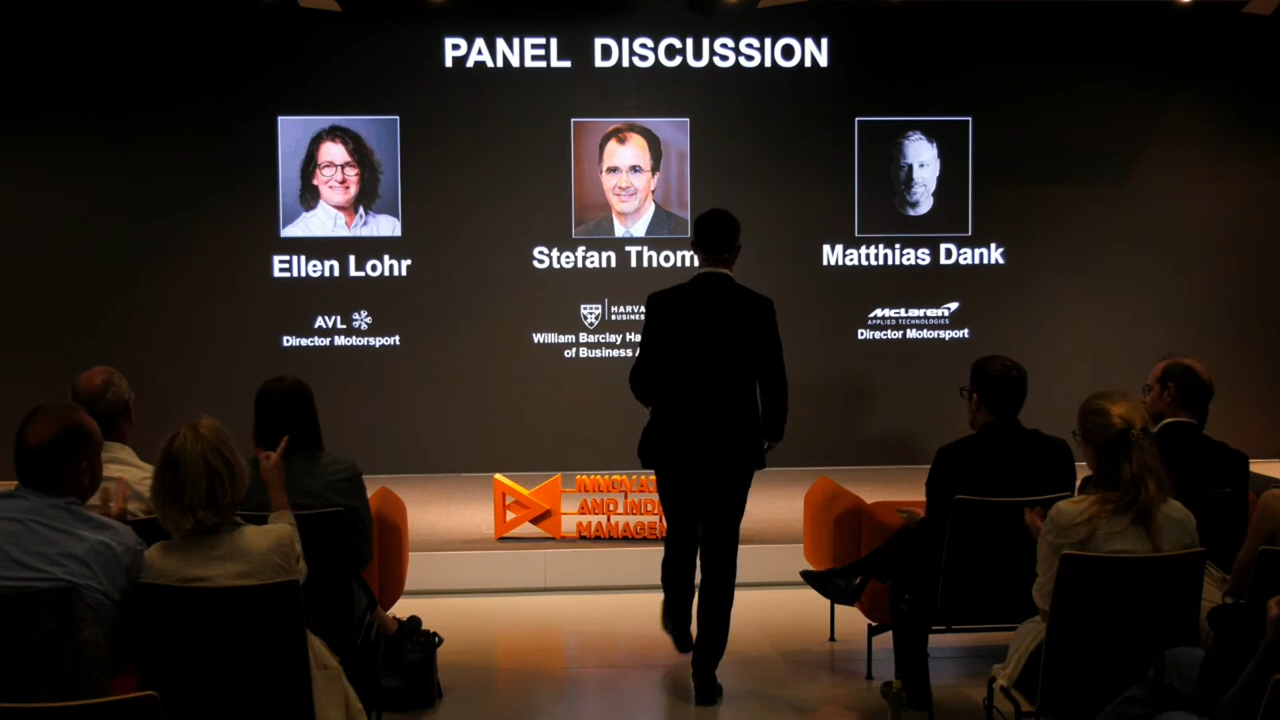 PANEL DISCUSSION
Ellen Lohr
Stefan Thom
Matthias Dank
AVL
Director Motorsport
HARVA
BUSINES
William Barclay Ha
of Business A
McLaren
APPLIED TECHNOLOGIES
Director Motorsport
INNOVAT
AND INDU
MANAGEM